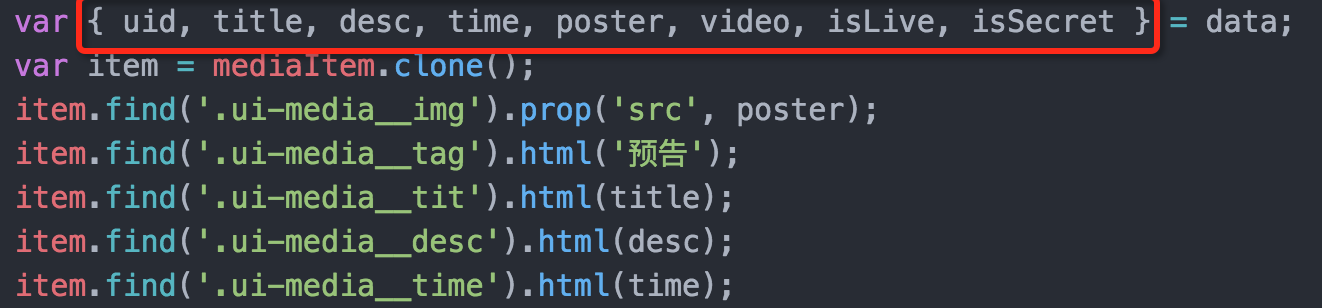 var { uid, title, desc, time, poster, video, isLive, isSecret } = data;
var item = mediaItem.clone();
item.find('.ui-media__img').prop('src', poster);
item.find('.ui-media__tag').html('预告');
item.find('.ui-media__tit').html(title);
item.find('.ui-media__desc').html(desc);
item.find('.ui-media__time').html(time);